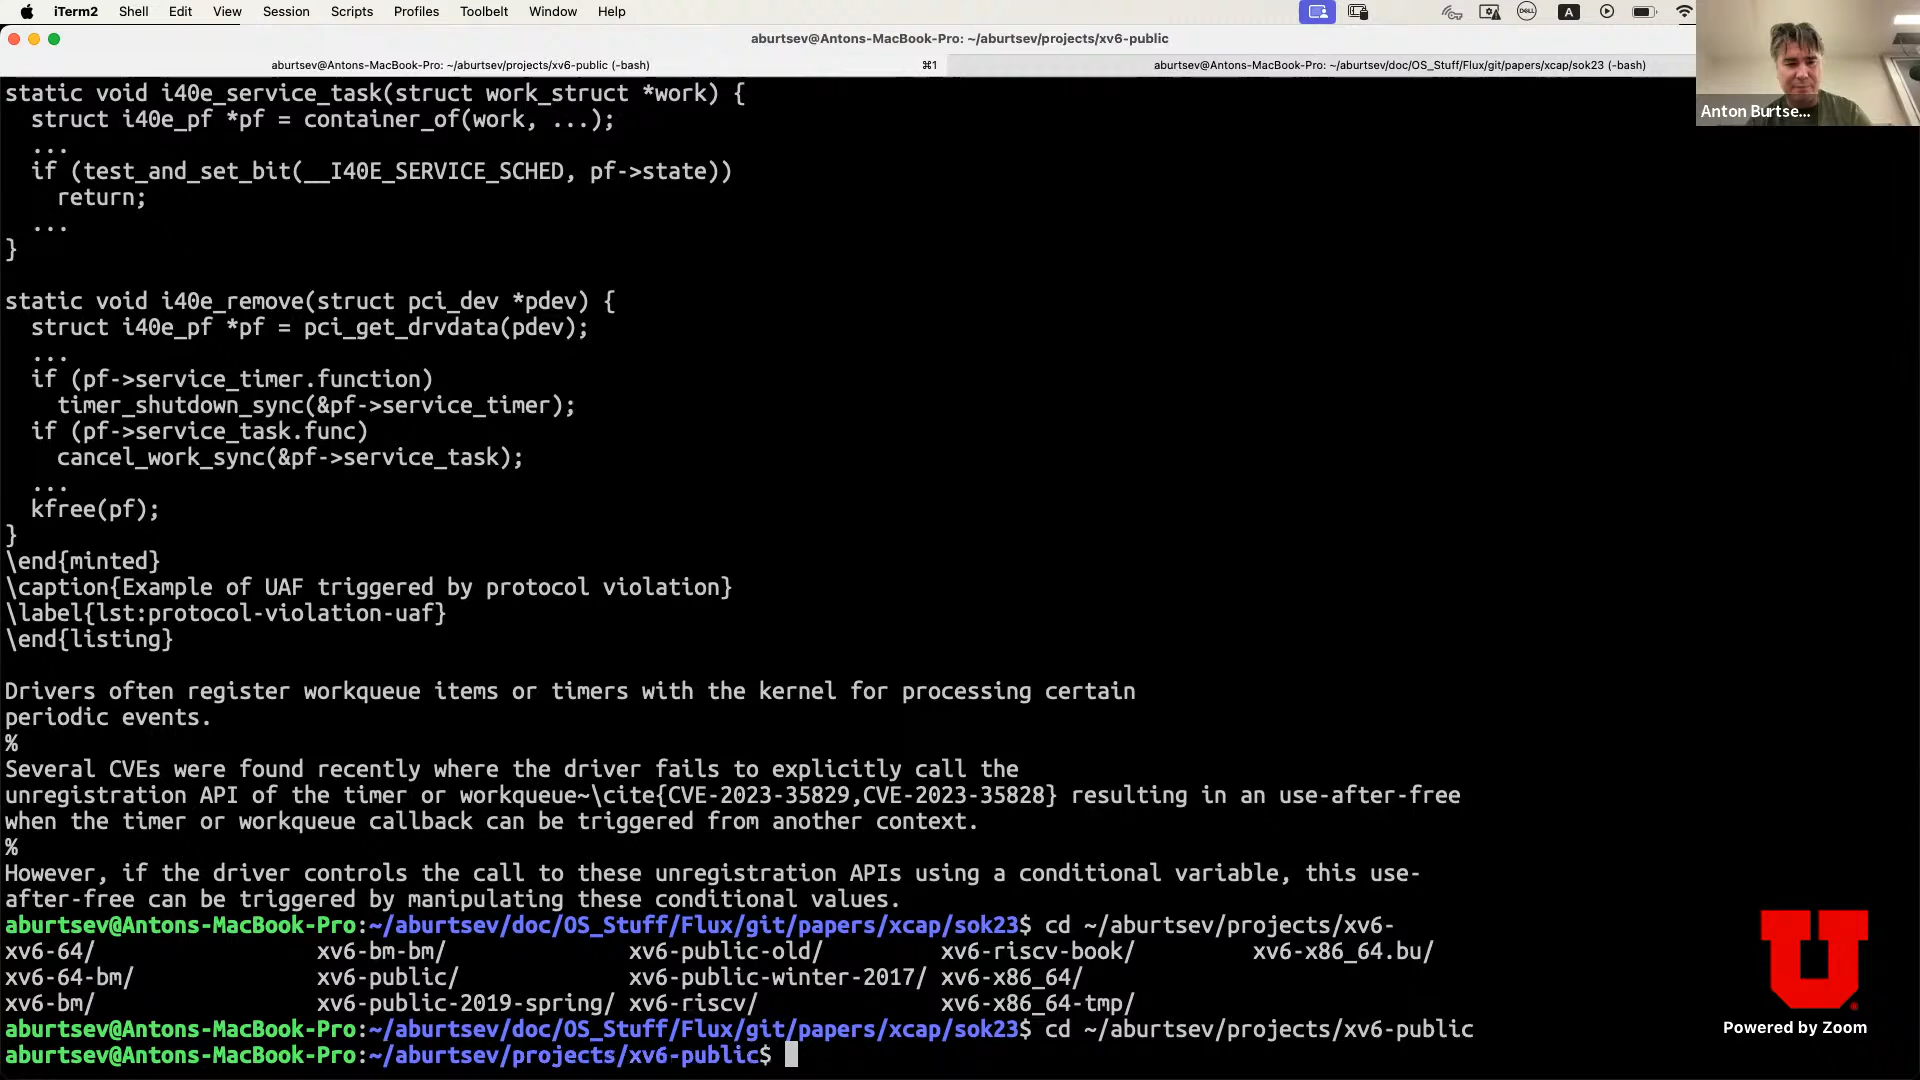 iTerm2 Shell Edit View Session Scripts Profiles Toolbelt Window Help
DELL A
aburtsev@Antons-MacBook-Pro: ~/aburtsev/projects/xv6-public
aburtsev@Antons-MacBook-Pro: ~/aburtsev/projects/xv6-public (-bash) ⌘1 aburtsev@Antons-MacBook-Pro: ~/aburtsev/doc/OS_Stuff/Flux/git/papers/xcap/sok23 (-bash)
Anton Burtse...
static void i40e_service_task(struct work_struct *work) {
  struct i40e_pf *pf = container_of(work, ...);
  ...
  if (test_and_set_bit(__I40E_SERVICE_SCHED, pf->state))
    return;
  ...
}
static void i40e_remove(struct pci_dev *pdev) {
  struct i40e_pf *pf = pci_get_drvdata(pdev);
  ...
  if (pf->service_timer.function)
    timer_shutdown_sync(&pf->service_timer);
  if (pf->service_task.func)
    cancel_work_sync(&pf->service_task);
  ...
  kfree(pf);
}
\end{minted}
\caption{Example of UAF triggered by protocol violation}
\label{lst:protocol-violation-uaf}
\end{listing}
Drivers often register workqueue items or timers with the kernel for processing certain
periodic events.
%
Several CVEs were found recently where the driver fails to explicitly call the
unregistration API of the timer or workqueue~\cite{CVE-2023-35829,CVE-2023-35828} resulting in an use-after-free
when the timer or workqueue callback can be triggered from another context.
%
However, if the driver controls the call to these unregistration APIs using a conditional variable, this use-
after-free can be triggered by manipulating these conditional values.
aburtsev@Antons-MacBook-Pro:~/aburtsev/doc/OS_Stuff/Flux/git/papers/xcap/sok23$ cd ~/aburtsev/projects/xv6-
xv6-64/ xv6-bm-bm/ xv6-public-old/ xv6-riscv-book/ xv6-x86_64.bu/
xv6-64-bm/ xv6-public/ xv6-public-winter-2017/ xv6-x86_64/
xv6-bm/ xv6-public-2019-spring/ xv6-riscv/ xv6-x86_64-tmp/
aburtsev@Antons-MacBook-Pro:~/aburtsev/doc/OS_Stuff/Flux/git/papers/xcap/sok23$ cd ~/aburtsev/projects/xv6-public
aburtsev@Antons-MacBook-Pro:~/aburtsev/projects/xv6-public$
U
Powered by Zoom